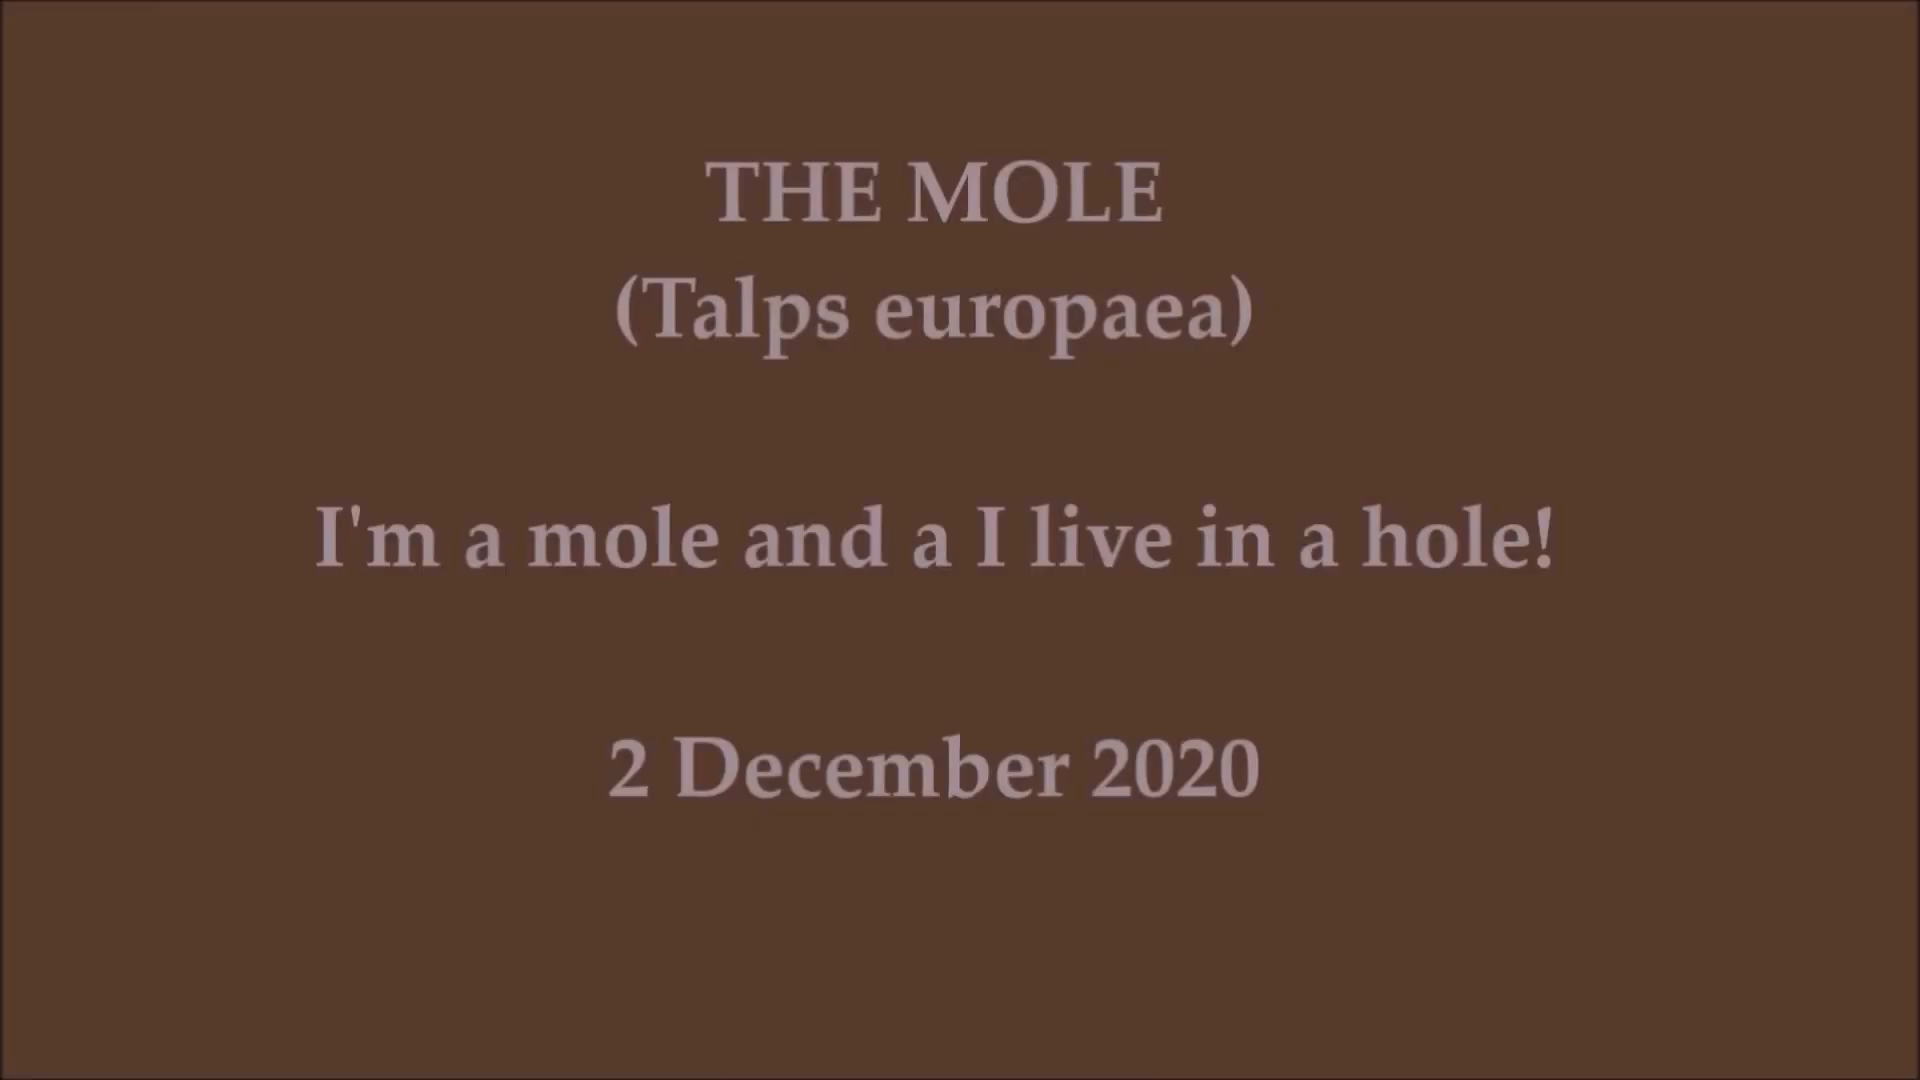 THE MOLE
(Talps europaea)
I'm a mole and a I live in a hole!
2 December 2020